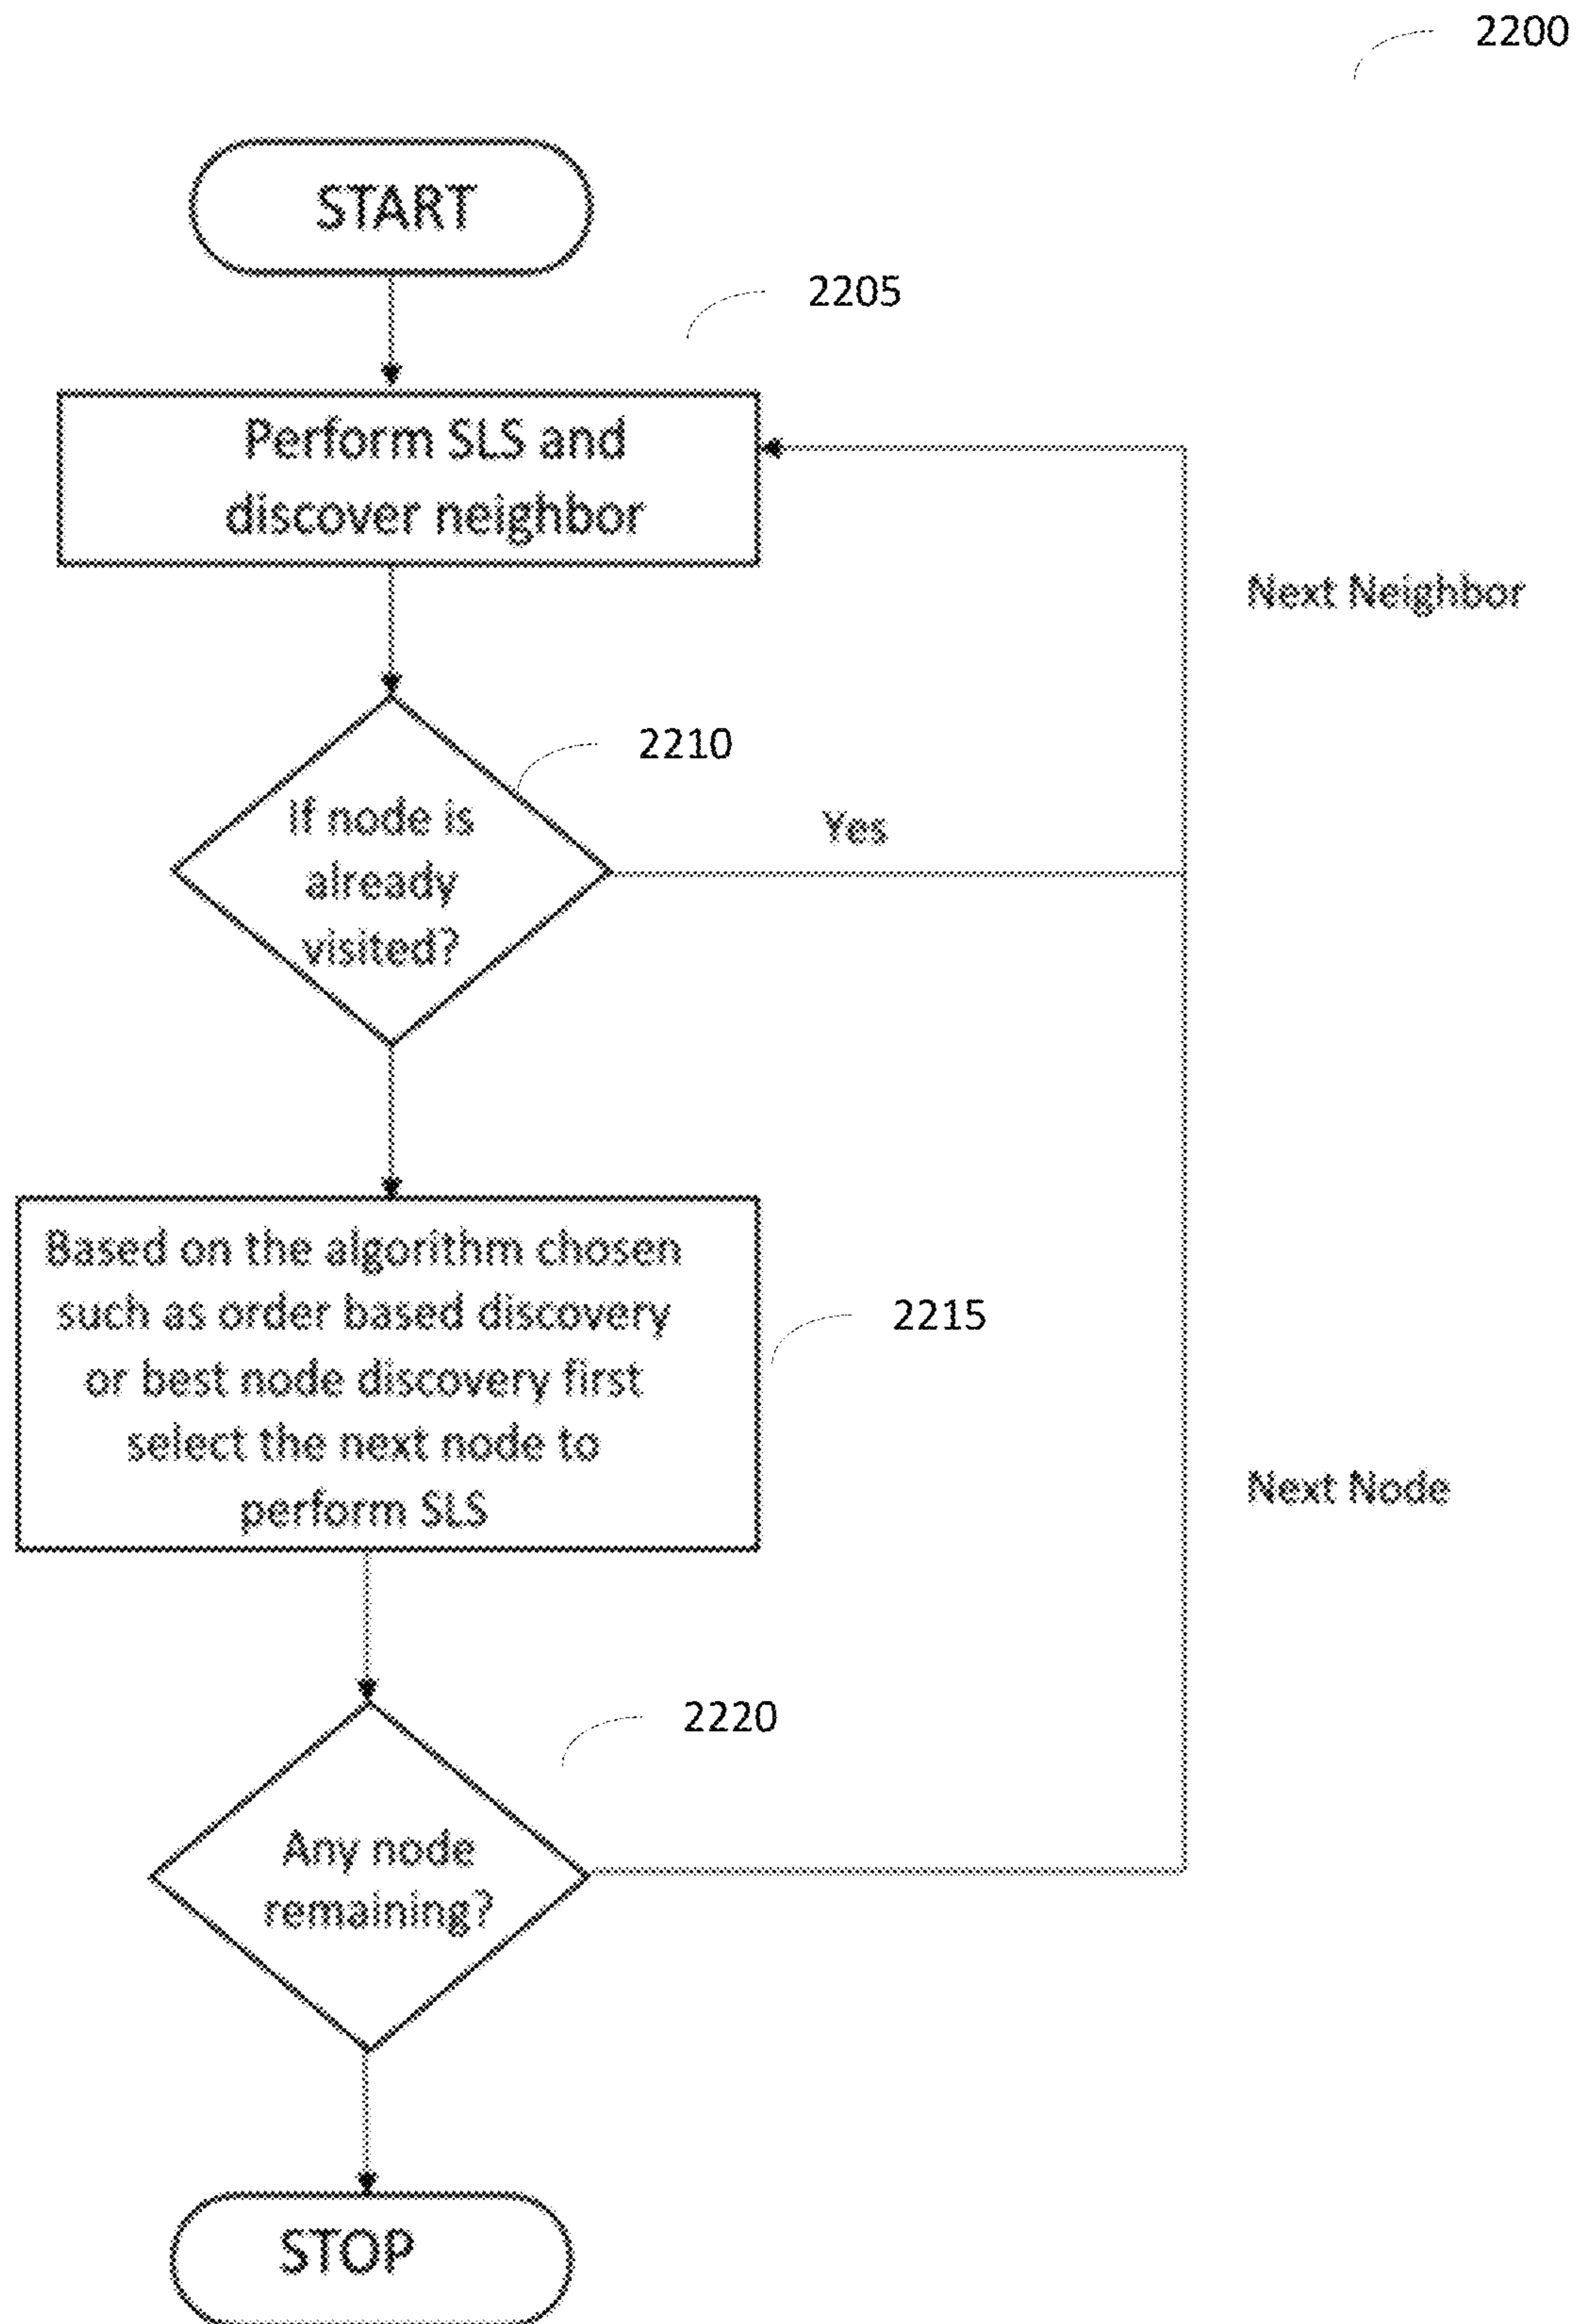 2200
START
2205
Perform SLS and
discover neighbor
Next Neighbor
2210
If node is
already
visited?
Yes
Based on the algorithm chosen
such as order based discovery
or best node discovery first
select the next node to
perform SLS
2215
Next Node
2220
Any node
remaining?
STOP